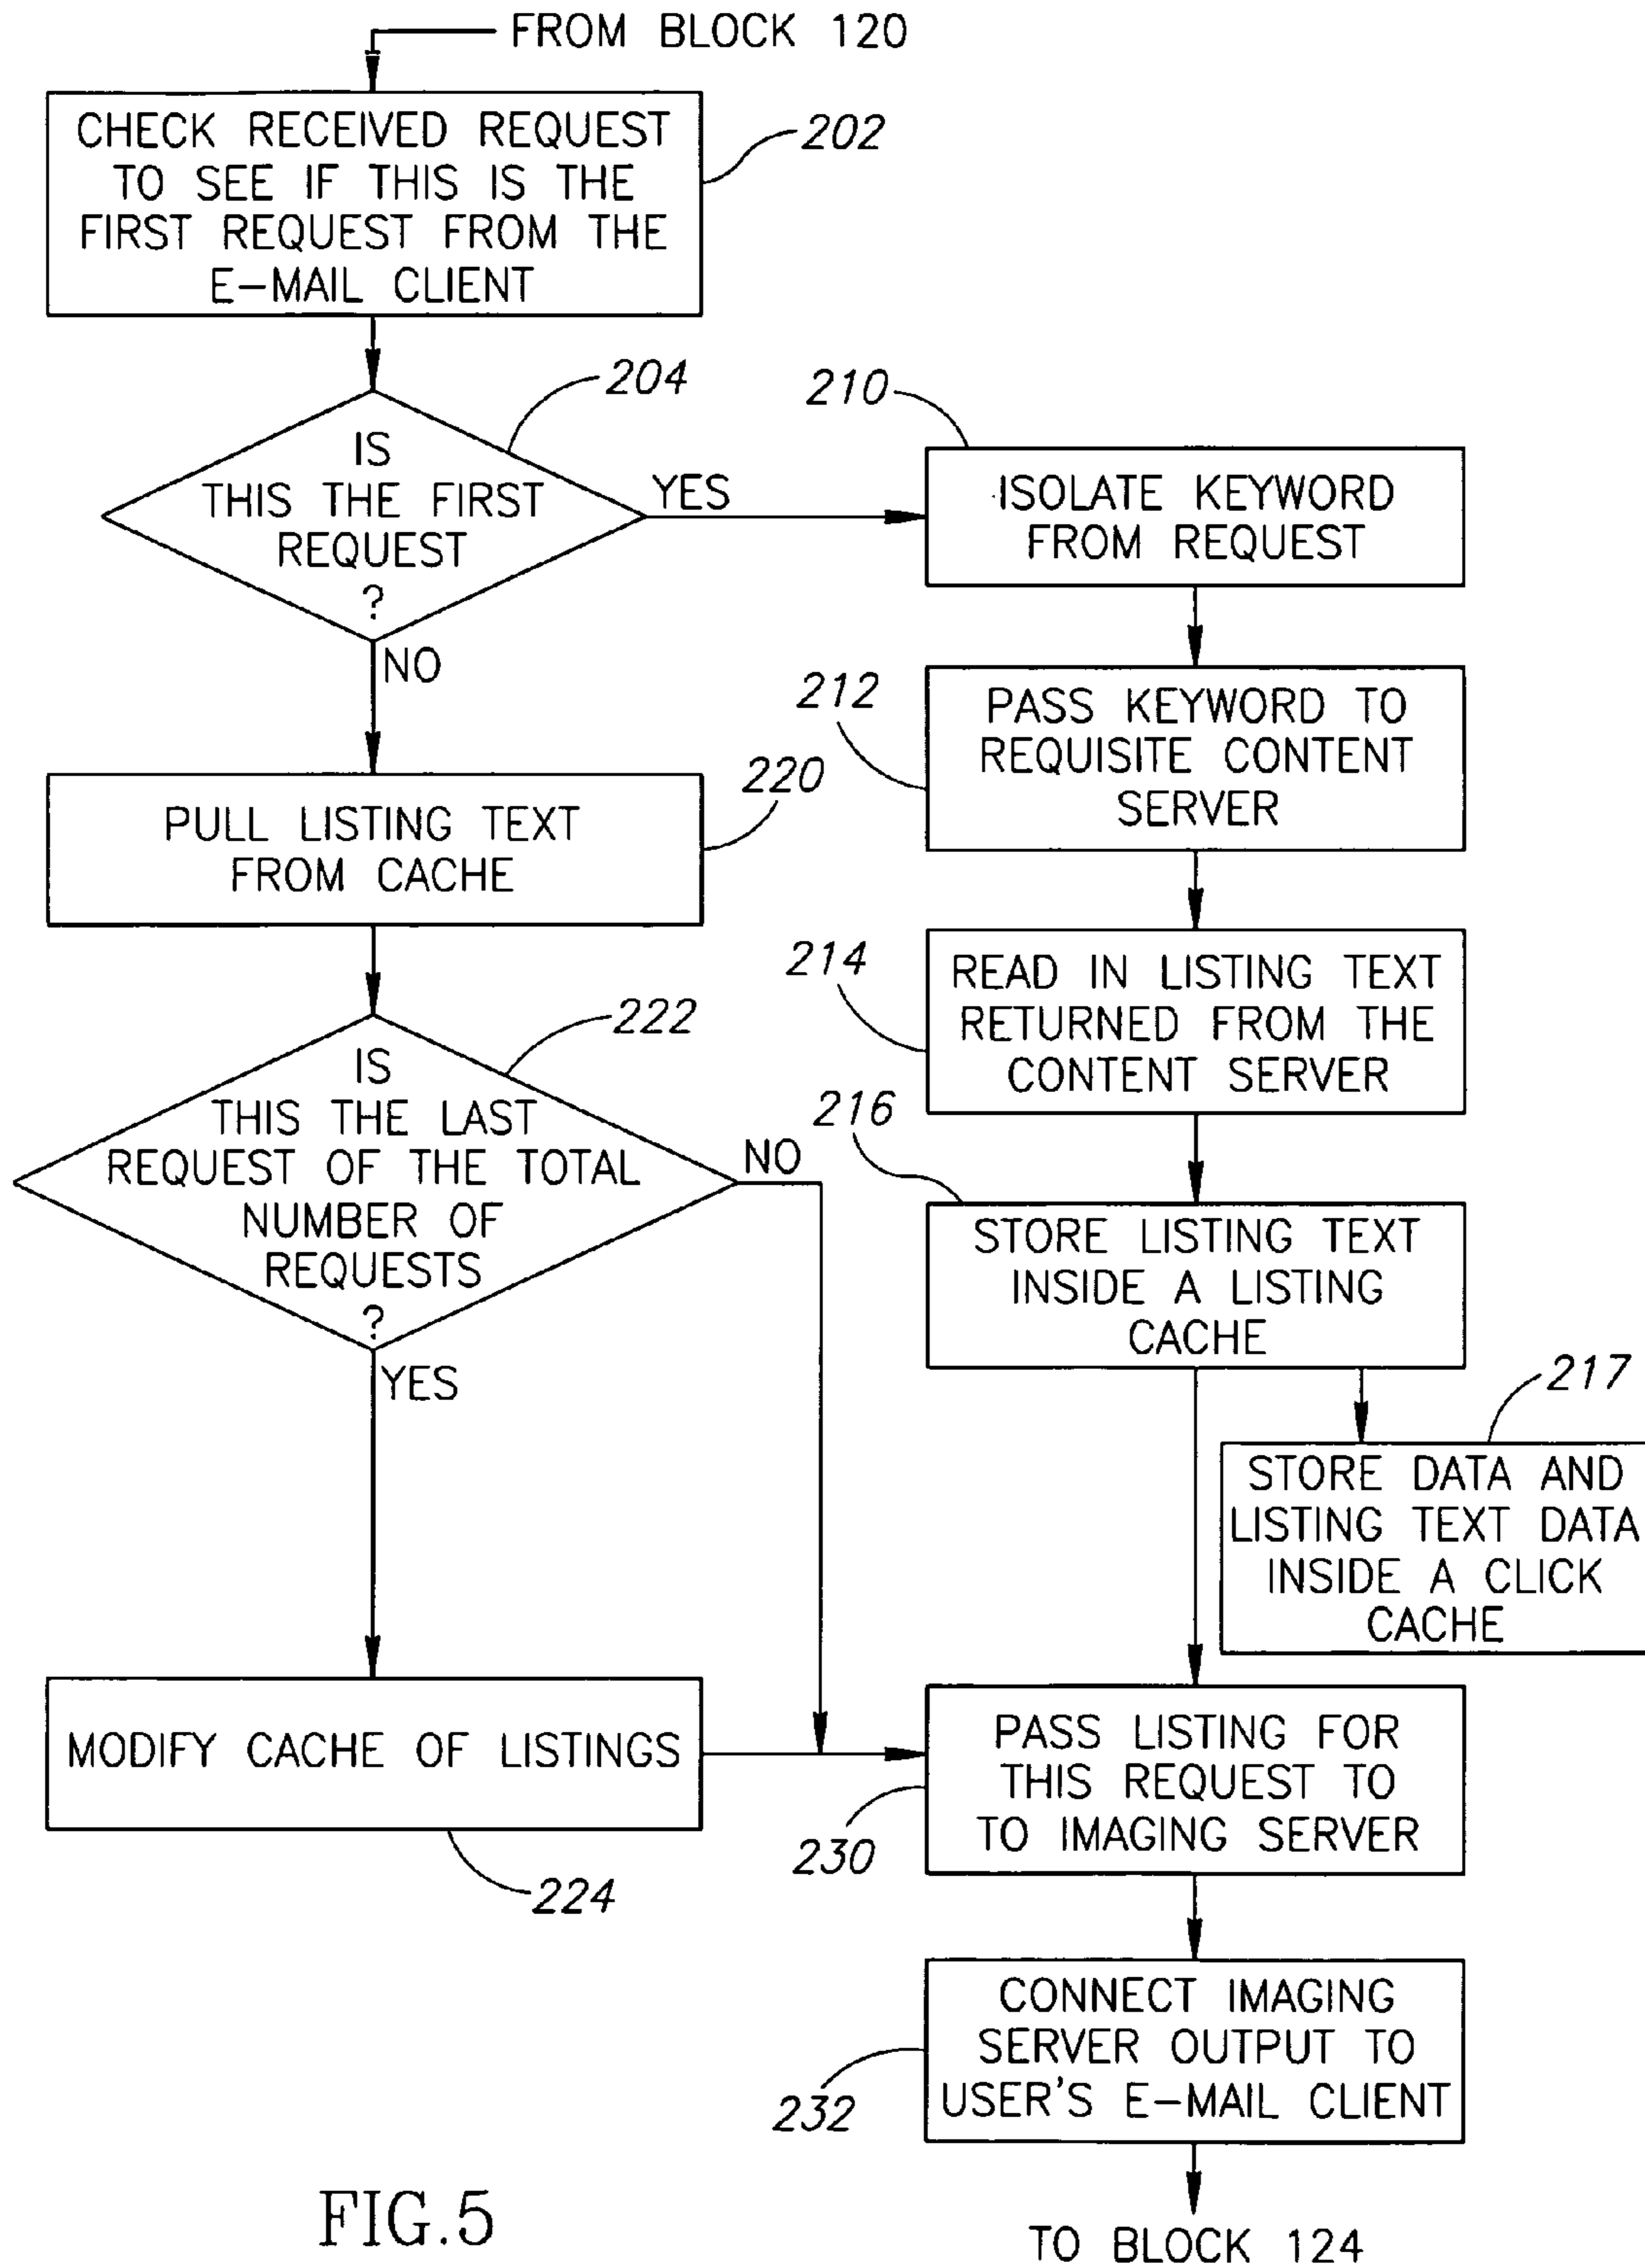 FROM BLOCK 120
CHECK RECEIVED REQUEST
TO SEE IF THIS IS THE
FIRST REQUEST FROM THE
E-MAIL CLIENT
202
204
IS
THIS THE FIRST
REQUEST
?
YES
NO
210
ISOLATE KEYWORD
FROM REQUEST
212
PASS KEYWORD TO
REQUISITE CONTENT
SERVER
220
PULL LISTING TEXT
FROM CACHE
214
READ IN LISTING TEXT
RETURNED FROM THE
CONTENT SERVER
222
IS
THIS THE LAST
REQUEST OF THE TOTAL
NUMBER OF
REQUESTS
?
NO
YES
216
STORE LISTING TEXT
INSIDE A LISTING
CACHE
217
STORE DATA AND
LISTING TEXT DATA
INSIDE A CLICK
CACHE
MODIFY CACHE OF LISTINGS
224
PASS LISTING FOR
THIS REQUEST TO
TO IMAGING SERVER
230
CONNECT IMAGING
SERVER OUTPUT TO
USER'S E-MAIL CLIENT
232
TO BLOCK 124
FIG.5